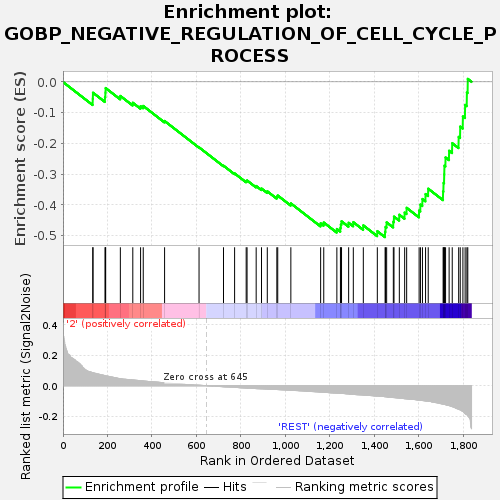 Enrichment plot:
GOBP_NEGATIVE_REGULATION_OF_CELL_CYCLE_P
ROCESS
Enrichment score (ES)
0.0
-0.1
-0.2
-0.3
-0.4
-0.5
Ranked list metric (Signal2Noise)
'2' (positively correlated)
0.4
0.2
0.0
-0.2
Zero cross at 645
'REST' (negatively correlated)
0 200 400 600 800 1,000 1,200 1,400 1,600 1,800
Rank in Ordered Dataset
Enrichment profile Hits Ranking metric scores